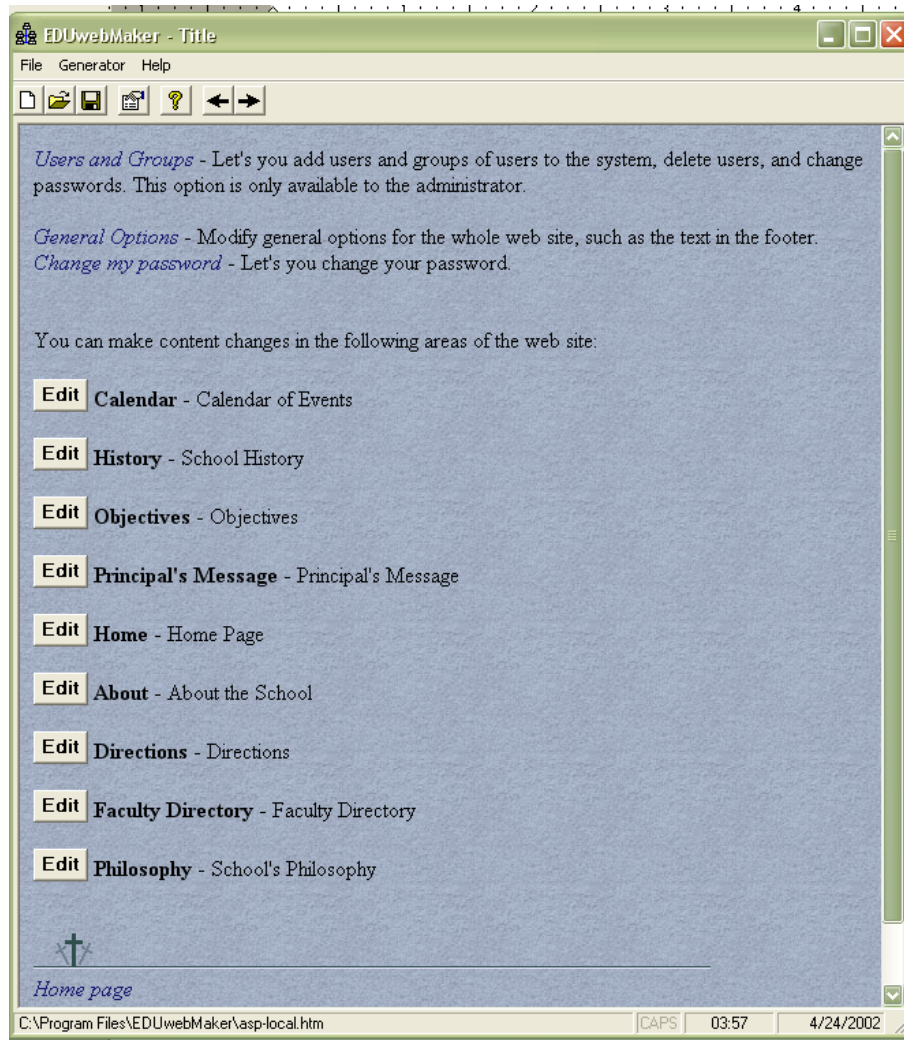 1 2 3 4
EDUwebMaker - Title
File Generator Help
Users and Groups - Let's you add users and groups of users to the system, delete users, and change
passwords. This option is only available to the administrator.
General Options - Modify general options for the whole web site, such as the text in the footer.
Change my password - Let's you change your password.
You can make content changes in the following areas of the web site:
Edit Calendar - Calendar of Events
Edit History - School History
Edit Objectives - Objectives
Edit Principal's Message - Principal's Message
Edit Home - Home Page
Edit About - About the School
Edit Directions - Directions
Edit Faculty Directory - Faculty Directory
Edit Philosophy - School's Philosophy
Home page
C:\Program Files\EDUwebMaker\asp-local.htm CAPS 03:57 4/24/2002